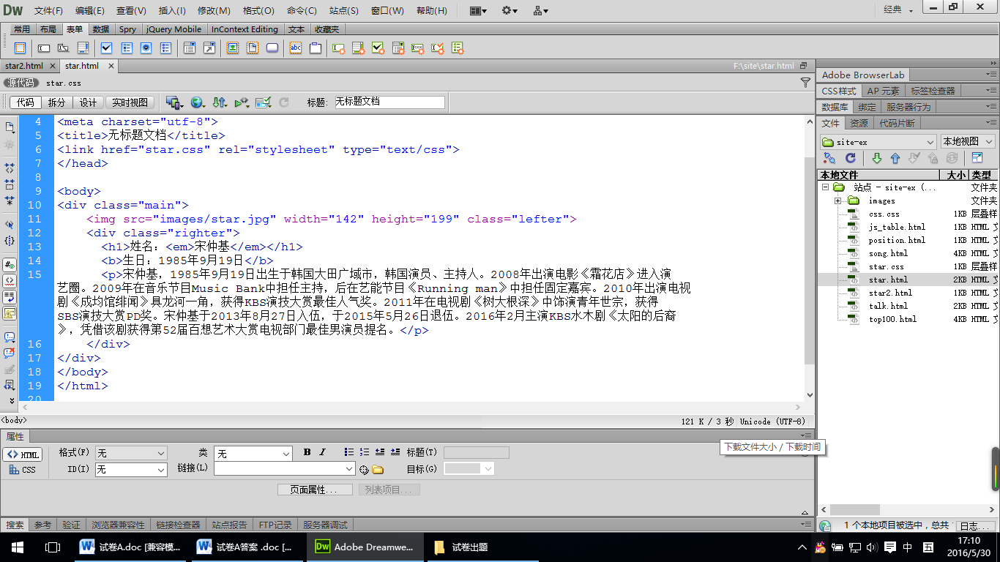 Dw 文件(F) 编辑(E) 查看(V) 插入(I) 修改(M) 格式(O) 命令(C) 站点(S) 窗口(W) 帮助(H) 经典
常用 布局 表单 数据 Spry jQuery Mobile InContext Editing 文本 收藏夹
star2.html star.html F:\site\star.html
源代码 star.css
代码 拆分 设计 实时视图 标题: 无标题文档
4 <meta charset="utf-8">
5 <title>无标题文档</title>
6 <link href="star.css" rel="stylesheet" type="text/css">
7 </head>
8
9 <body>
10 <div class="main">
11 <img src="images/star.jpg" width="142" height="199" class="lefter">
12 <div class="righter">
13 <h1>姓名：<em>宋仲基</em></h1>
14 <b>生日：1985年9月19日</b>
15 <p>宋仲基，1985年9月19日出生于韩国大田广域市，韩国演员、主持人。2008年出演电影《霜花店》进入演
艺圈。2009年在音乐节目Music Bank中担任主持，后在艺能节目《Running man》中担任固定嘉宾。2010年出演电视
剧《成均馆绯闻》具龙河一角，获得KBS演技大赏最佳人气奖。2011年在电视剧《树大根深》中饰演青年世宗，获得
SBS演技大赏PD奖。宋仲基于2013年8月27日入伍，于2015年5月26日退伍。2016年2月主演KBS水木剧《太阳的后裔
》，凭借该剧获得第52届百想艺术大赏电视部门最佳男演员提名。</p>
16 </div>
17 </div>
18 </body>
19 </html>
20
<body> 121 K / 3 秒 Unicode (UTF-8)
属性
下载文件大小 / 下载时间
<> HTML 格式(F) 无 类 无 B I 标题(T)
CSS ID(I) 无 链接(L) 目标(G)
页面属性... 列表项目...
搜索 参考 验证 浏览器兼容性 链接检查器 站点报告 FTP记录 服务器调试
Adobe BrowserLab
CSS样式 AP 元素 标签检查器
数据库 绑定 服务器行为
文件 资源 代码片断
site-ex 本地视图
本地文件 大小 类型
站点 - site-ex (... 文件夹
images 文件夹
css.css 1KB 层叠样
js_table.html 1KB HTML
position.html 1KB HTML
song.html 4KB HTML
star.css 1KB 层叠样
star.html 2KB HTML
star2.html 1KB HTML
talk.html 2KB HTML
top100.html 4KB HTML
1 个本地项目被选中，总共 日志...
试卷A.doc [兼容模... 试卷A答案 .doc [... Dw Adobe Dreamwe... 试卷出题 中 五 17:10
2016/5/30